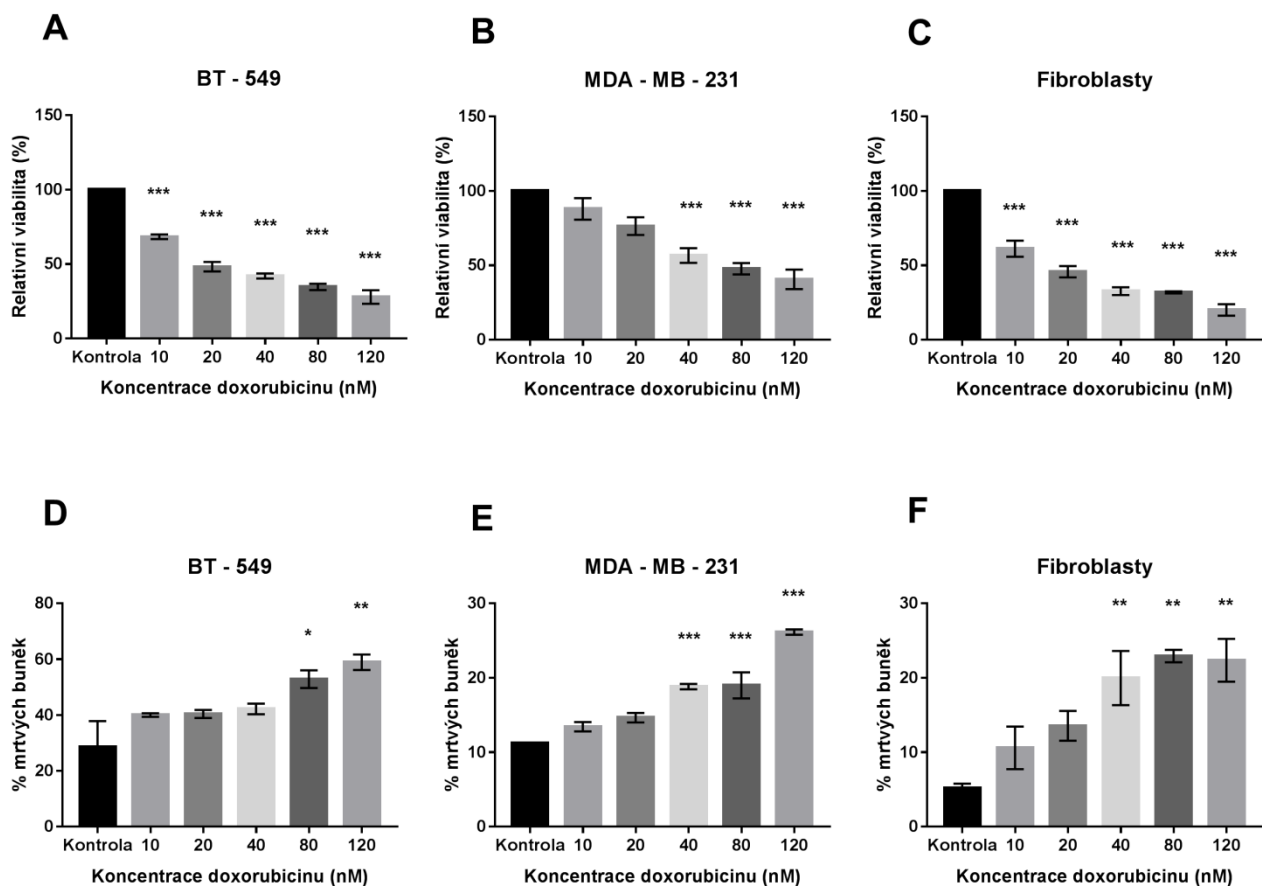 A
BT - 549
Relativní viabilita (%)
150
100
50
0
***
***
***
***
***
Kontrola 10 20 40 80 120
Koncentrace doxorubicinu (nM)
B
MDA - MB - 231
Relativní viabilita (%)
150
100
50
0
***
***
***
Kontrola 10 20 40 80 120
Koncentrace doxorubicinu (nM)
C
Fibroblasty
Relativní viabilita (%)
150
100
50
0
***
***
***
***
***
Kontrola 10 20 40 80 120
Koncentrace doxorubicinu (nM)
D
BT - 549
% mrtvých buněk
80
60
40
20
0
*
**
Kontrola 10 20 40 80 120
Koncentrace doxorubicinu (nM)
E
MDA - MB - 231
% mrtvých buněk
30
20
10
0
***
***
***
Kontrola 10 20 40 80 120
Koncentrace doxorubicinu (nM)
F
Fibroblasty
% mrtvých buněk
30
20
10
0
**
**
**
Kontrola 10 20 40 80 120
Koncentrace doxorubicinu (nM)